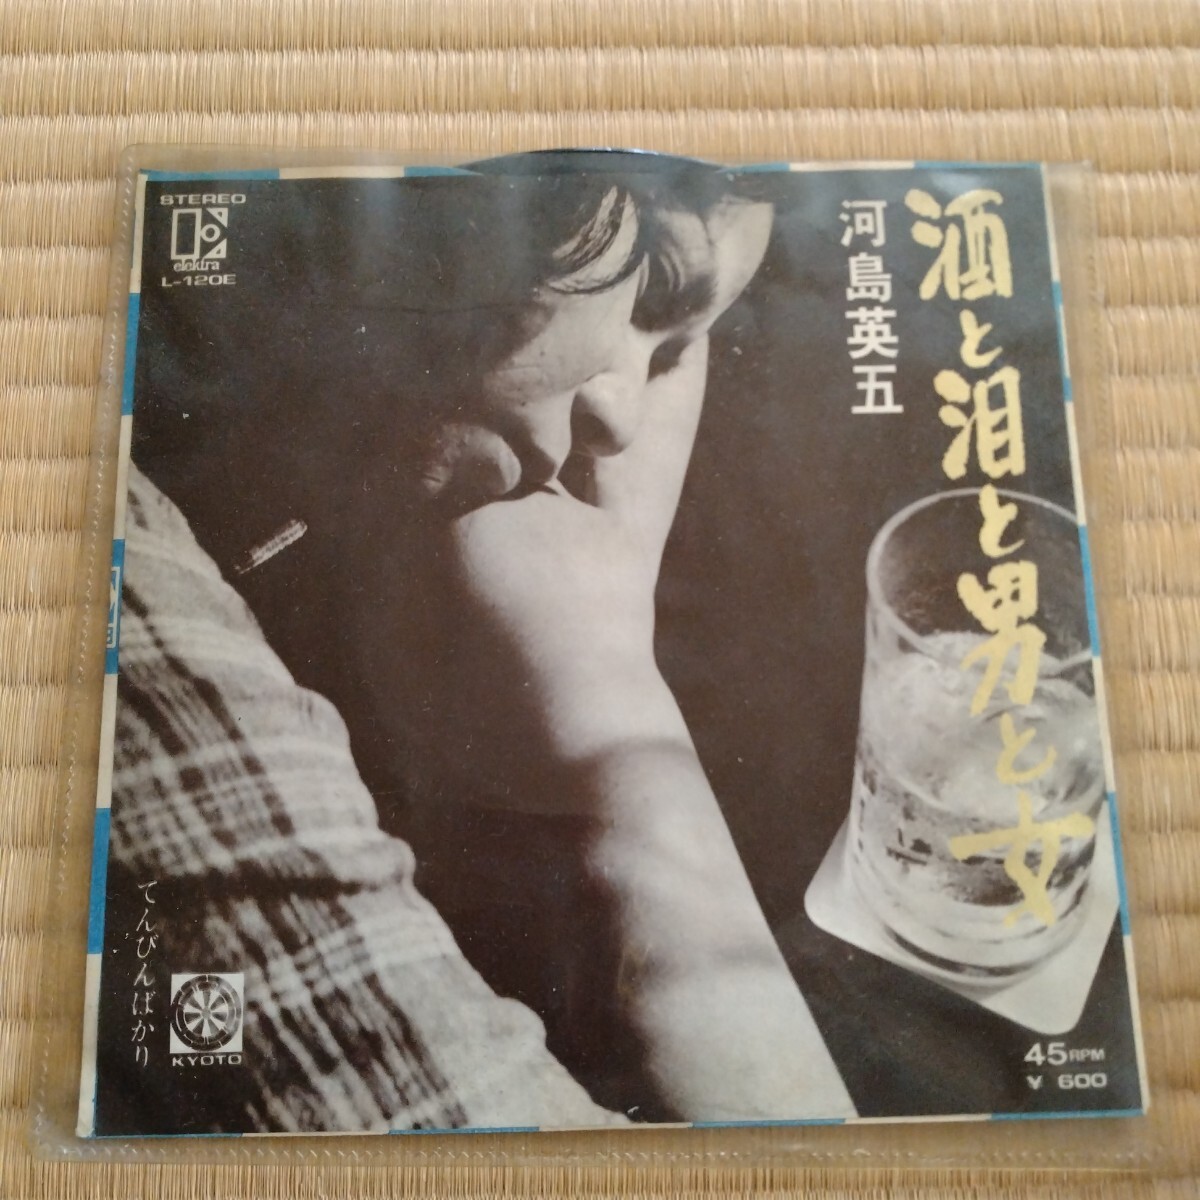 酒と泪と男と女
河島英五
STEREO
elektra
L-120E
てんびんばかり
KYOTO
45RPM
¥ 600